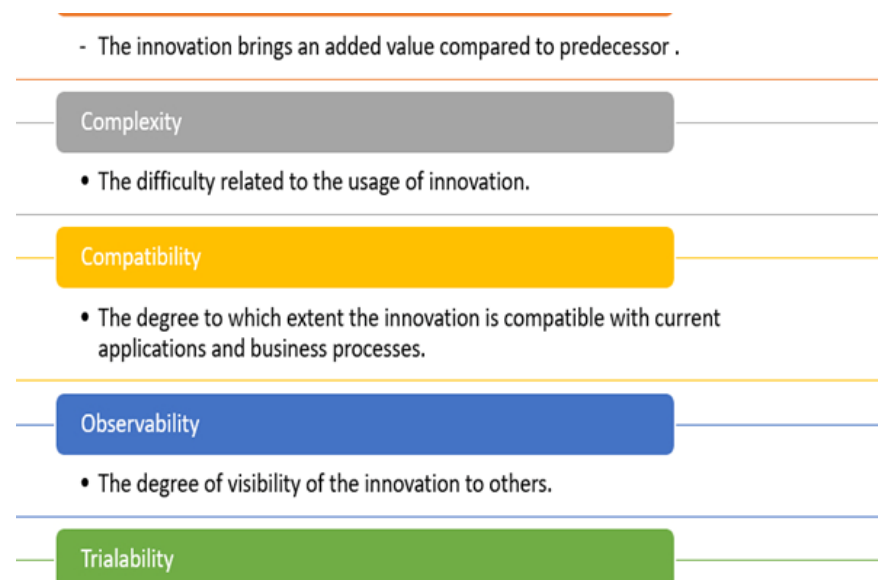 - The innovation brings an added value compared to predecessor .
Complexity
• The difficulty related to the usage of innovation.
Compatibility
• The degree to which extent the innovation is compatible with current
applications and business processes.
Observability
• The degree of visibility of the innovation to others.
Trialability